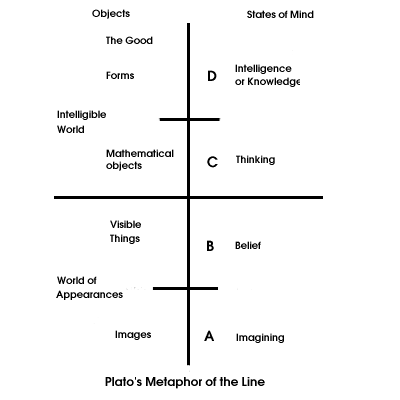 Objects
States of Mind
The Good
Forms
D
Intelligence
or Knowledge
Intelligible
World
Mathematical
objects
C
Thinking
Visible
Things
B
Belief
World of
Appearances
Images
A
Imagining
Plato's Metaphor of the Line